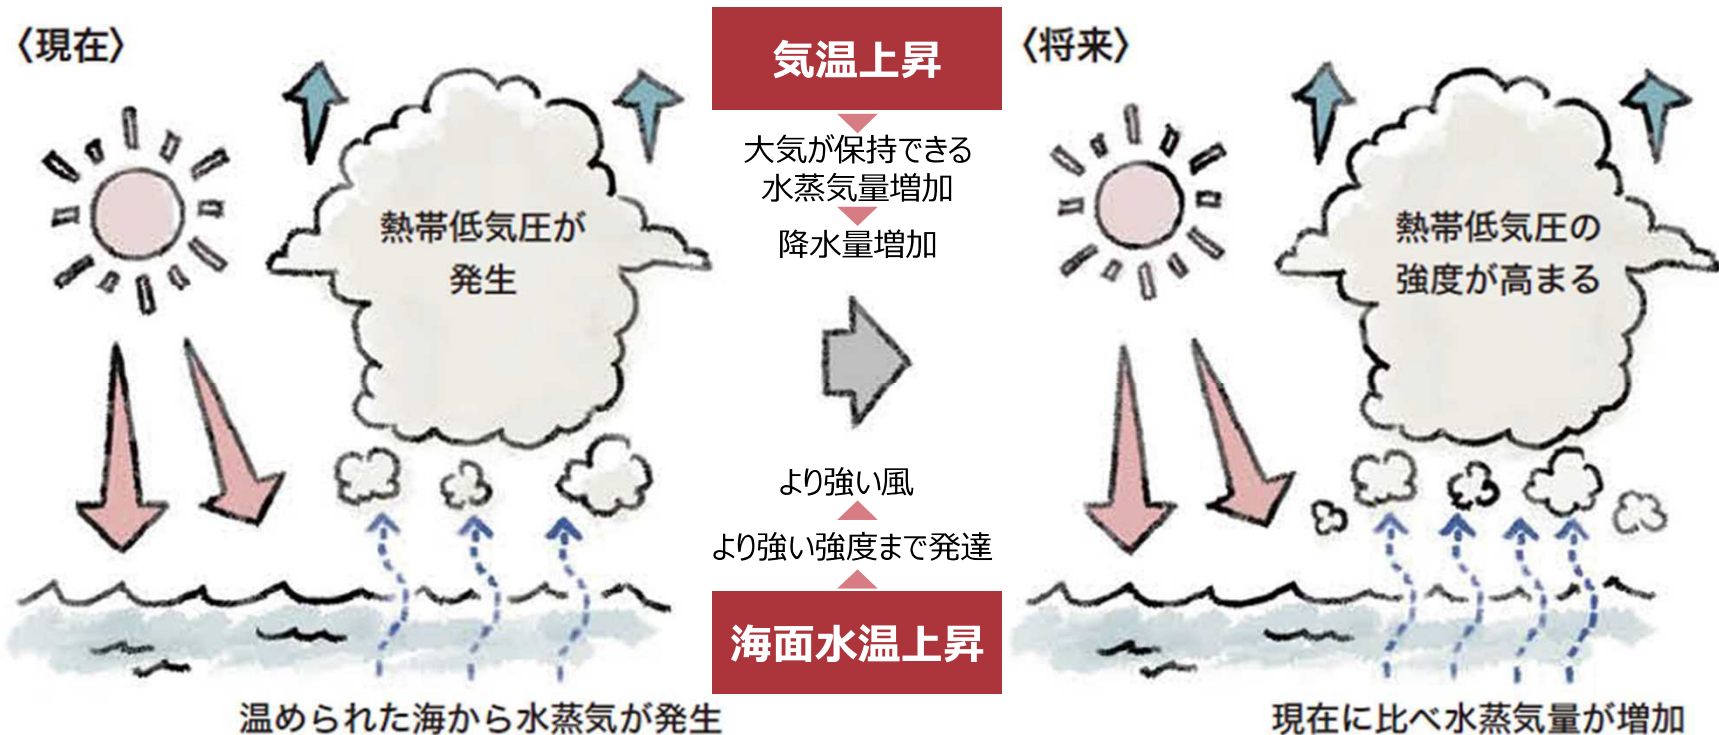 〈現在〉
熱帯低気圧が
発生
温められた海から水蒸気が発生
気温上昇
大気が保持できる
水蒸気量増加
降水量増加
より強い風
より強い強度まで発達
海面水温上昇
〈将来〉
熱帯低気圧の
強度が高まる
現在に比べ水蒸気量が増加